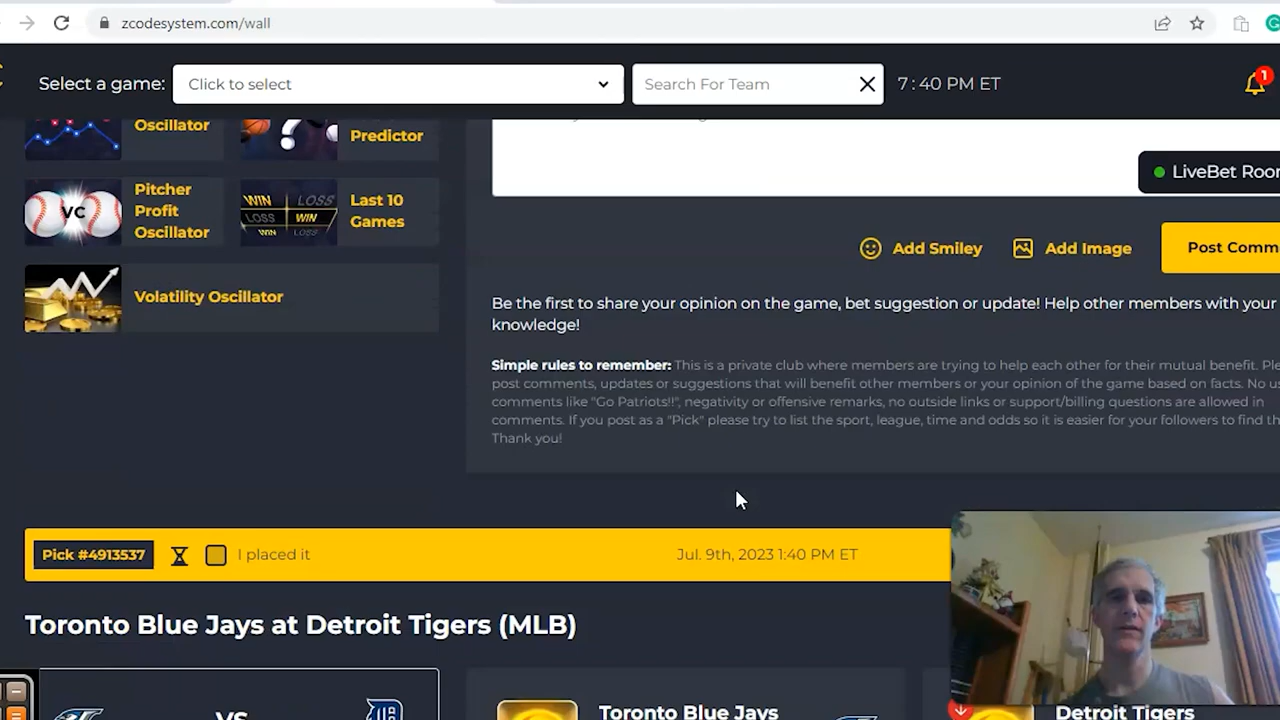 zcodesystem.com/wall
Select a game:
Click to select
Search For Team
7:40 PM ET
1
Oscillator
Predictor
Pitcher
Profit
Oscillator
VC
WIN LOSS
LOSS WIN
WIN LOSS
Last 10
Games
Volatility Oscillator
LiveBet Roo
Add Smiley
Add Image
Post Comm
Be the first to share your opinion on the game, bet suggestion or update! Help other members with your
knowledge!
Simple rules to remember: This is a private club where members are trying to help each other for their mutual benefit. Ple
post comments, updates or suggestions that will benefit other members or your opinion of the game based on facts. No us
comments like "Go Patriots!!", negativity or offensive remarks, no outside links or support/billing questions are allowed in
comments. If you post as a "Pick" please try to list the sport, league, time and odds so it is easier for your followers to find th
Thank you!
Pick #4913537
I placed it
Jul. 9th, 2023 1:40 PM ET
Toronto Blue Jays at Detroit Tigers (MLB)
VS
Toronto Blue Jays
Detroit Tigers